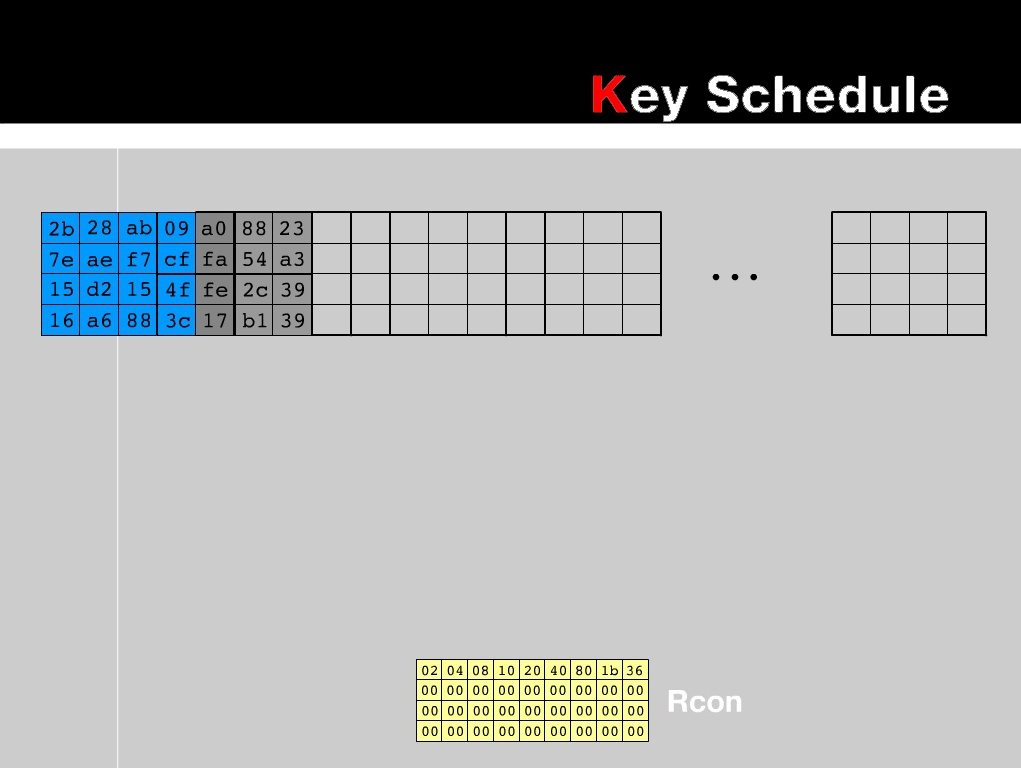 Key Schedule
2b 28 ab 09 a0 88 23
7e ae f7 cf fa 54 a3
15 d2 15 4f fe 2c 39
16 a6 88 3c 17 b1 39
...
02 04 08 10 20 40 80 1b 36
00 00 00 00 00 00 00 00 00
00 00 00 00 00 00 00 00 00
00 00 00 00 00 00 00 00 00
Rcon